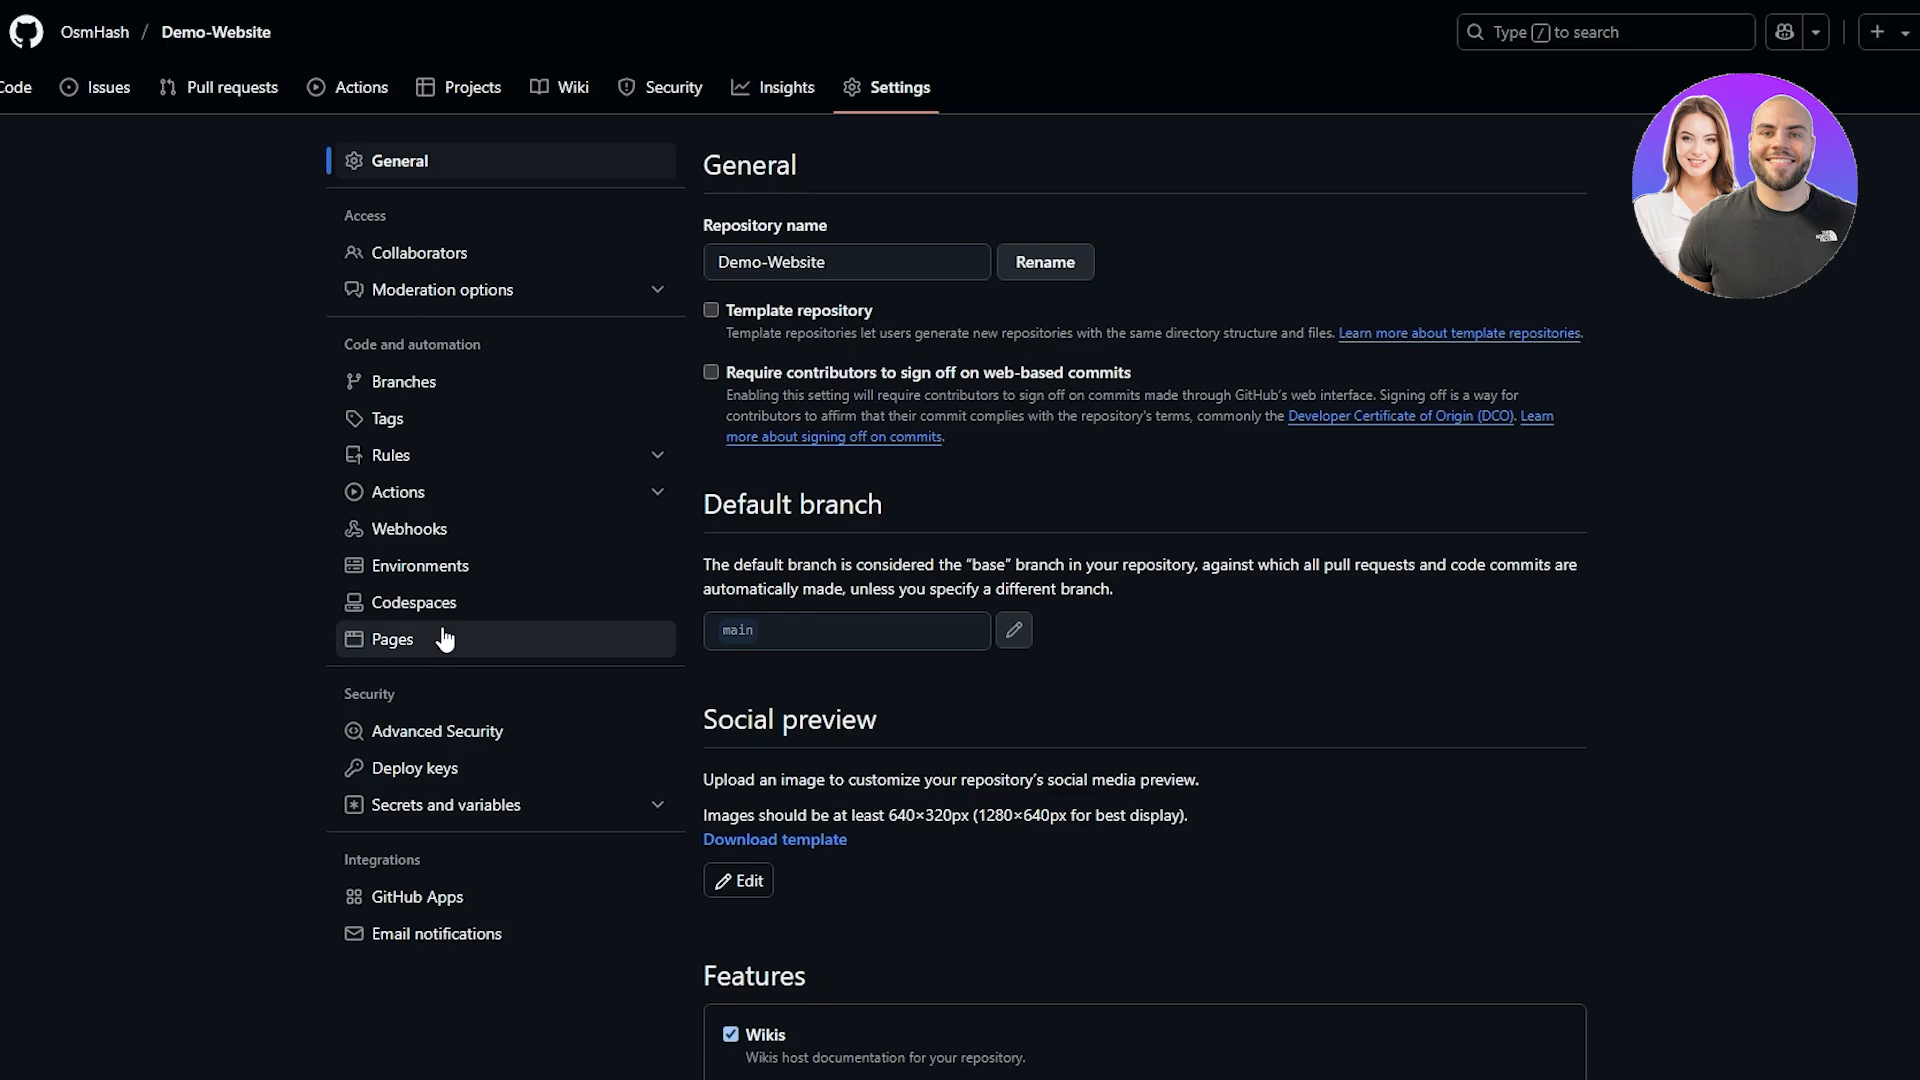 OsmHash / Demo-Website
Type / to search
Code
Issues
Pull requests
Actions
Projects
Wiki
Security
Insights
Settings
General
Access
Collaborators
Moderation options
Code and automation
Branches
Tags
Rules
Actions
Webhooks
Environments
Codespaces
Pages
Security
Advanced Security
Deploy keys
Secrets and variables
Integrations
GitHub Apps
Email notifications
General
Repository name
Demo-Website
Rename
Template repository
Template repositories let users generate new repositories with the same directory structure and files. Learn more about template repositories.
Require contributors to sign off on web-based commits
Enabling this setting will require contributors to sign off on commits made through GitHub's web interface. Signing off is a way for
contributors to affirm that their commit complies with the repository's terms, commonly the Developer Certificate of Origin (DCO). Learn
more about signing off on commits.
Default branch
The default branch is considered the "base" branch in your repository, against which all pull requests and code commits are
automatically made, unless you specify a different branch.
main
Social preview
Upload an image to customize your repository's social media preview.
Images should be at least 640×320px (1280×640px for best display).
Download template
Edit
Features
Wikis
Wikis host documentation for your repository.